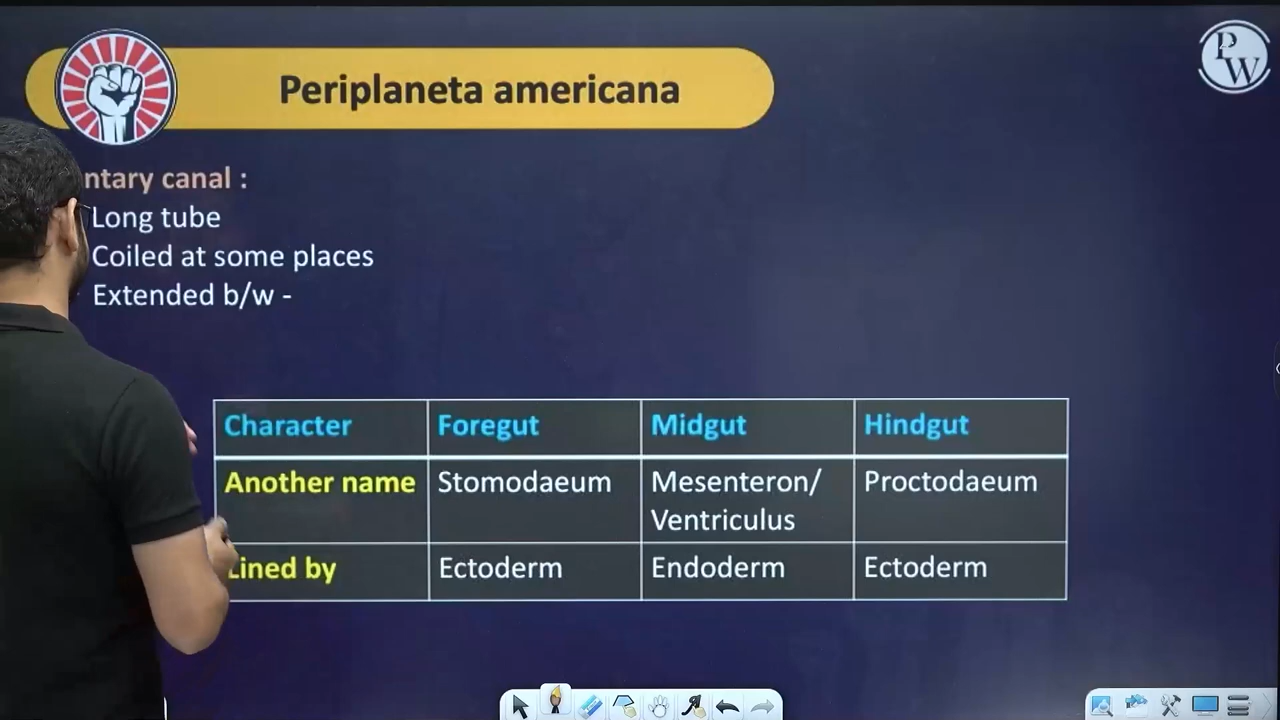 Periplaneta americana
PW
ntary canal :
Long tube
Coiled at some places
Extended b/w -
Character Foregut Midgut Hindgut
Another name Stomodaeum Mesenteron/ Proctodaeum
Ventriculus
Lined by Ectoderm Endoderm Ectoderm